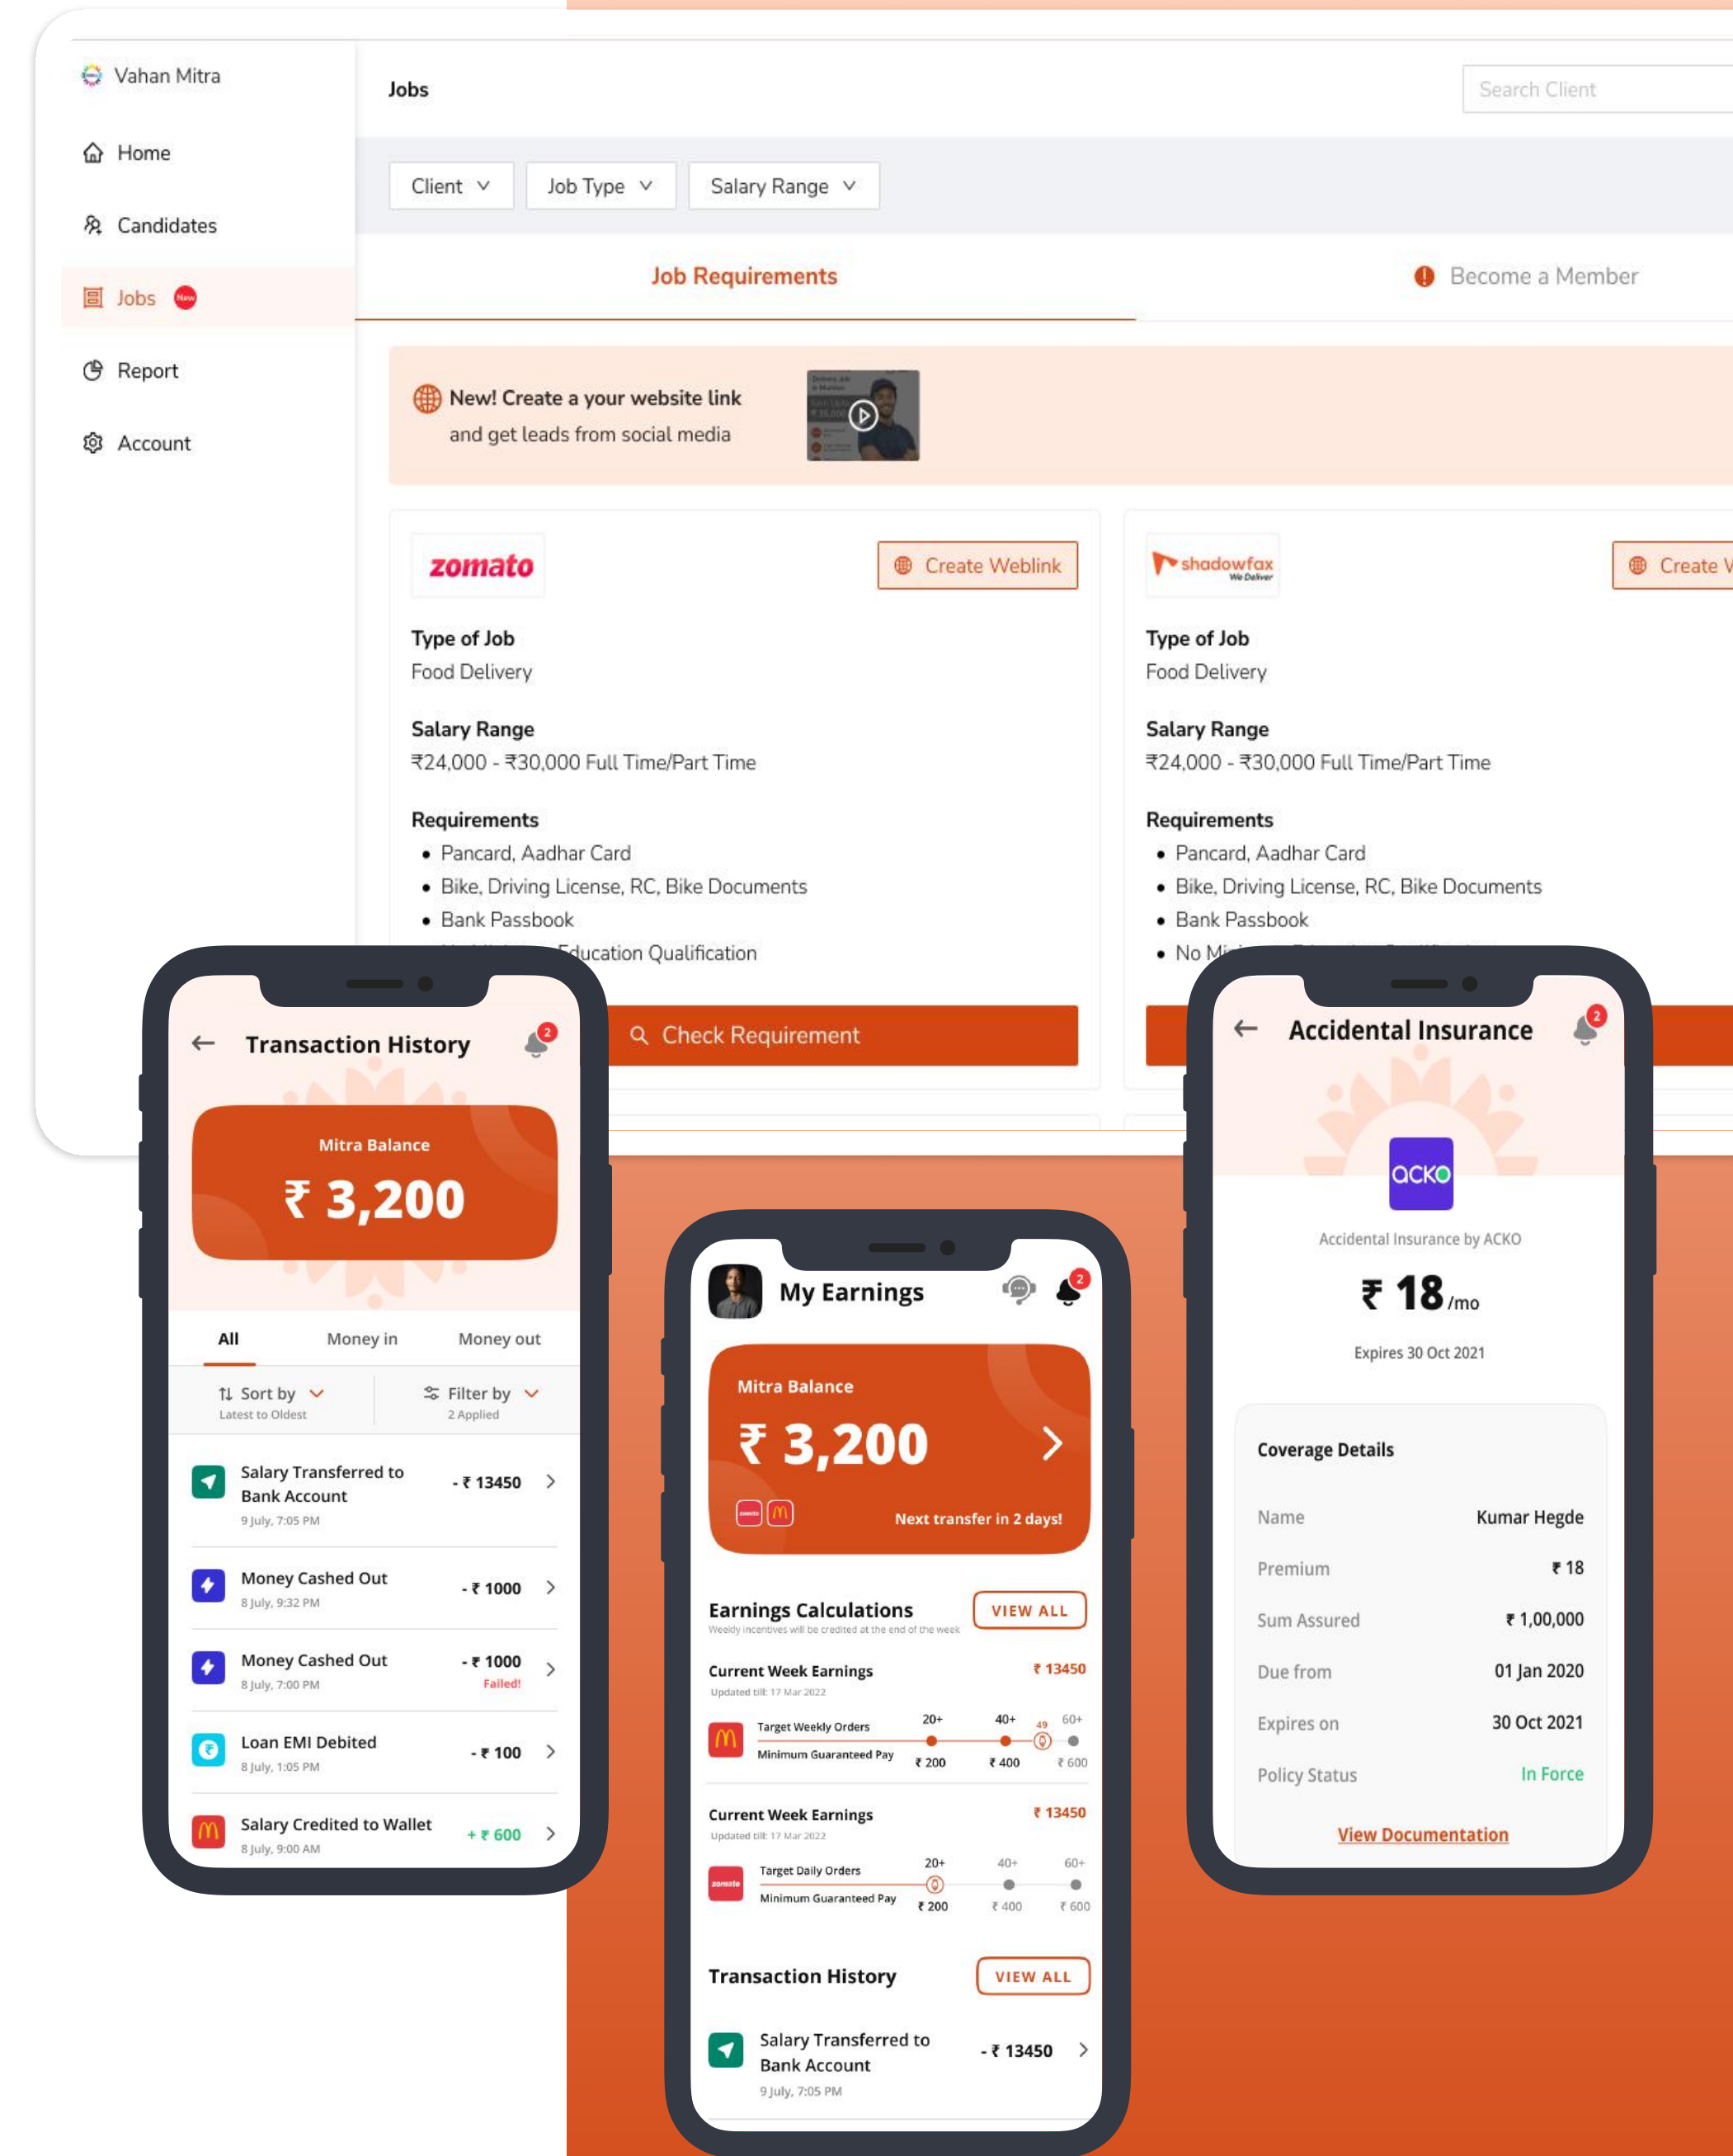 Vahan Mitra
Home
Candidates
Jobs New
Report
Account
Jobs
Search Client
Client
Job Type
Salary Range
Job Requirements
Become a Member
New! Create a your website link
and get leads from social media
zomato
Create Weblink
Type of Job
Food Delivery
Salary Range
₹24,000 - ₹30,000 Full Time/Part Time
Requirements
• Pancard, Aadhar Card
• Bike, Driving License, RC, Bike Documents
• Bank Passbook
Education Qualification
Check Requirement
shadowfax
We Deliver
Create
Type of Job
Food Delivery
Salary Range
₹24,000 - ₹30,000 Full Time/Part Time
Requirements
• Pancard, Aadhar Card
• Bike, Driving License, RC, Bike Documents
• Bank Passbook
• No
Transaction History
2
Mitra Balance
₹ 3,200
All
Money in
Money out
Sort by
Latest to Oldest
Filter by
2 Applied
Salary Transferred to
Bank Account
- ₹ 13450
9 July, 7:05 PM
Money Cashed Out
- ₹ 1000
8 July, 9:32 PM
Money Cashed Out
- ₹ 1000
8 July, 7:00 PM
Failed!
Loan EMI Debited
- ₹ 100
8 July, 1:05 PM
Salary Credited to Wallet
+ ₹ 600
8 July, 9:00 AM
My Earnings
2
Mitra Balance
₹ 3,200
zomato
Next transfer in 2 days!
Earnings Calculations
VIEW ALL
Weekly incentives will be credited at the end of the week
Current Week Earnings
₹ 13450
Updated till: 17 Mar 2022
Target Weekly Orders
20+ 40+ 49 60+
Minimum Guaranteed Pay
₹ 200 ₹ 400 ₹ 600
Current Week Earnings
₹ 13450
Updated till: 17 Mar 2022
zomato
Target Daily Orders
20+ 40+ 60+
Minimum Guaranteed Pay
₹ 200 ₹ 400 ₹ 600
Transaction History
VIEW ALL
Salary Transferred to
Bank Account
- ₹ 13450
9 July, 7:05 PM
Accidental Insurance
2
ACKO
Accidental Insurance by ACKO
₹ 18 /mo
Expires 30 Oct 2021
Coverage Details
Name Kumar Hegde
Premium ₹ 18
Sum Assured ₹ 1,00,000
Due from 01 Jan 2020
Expires on 30 Oct 2021
Policy Status In Force
View Documentation